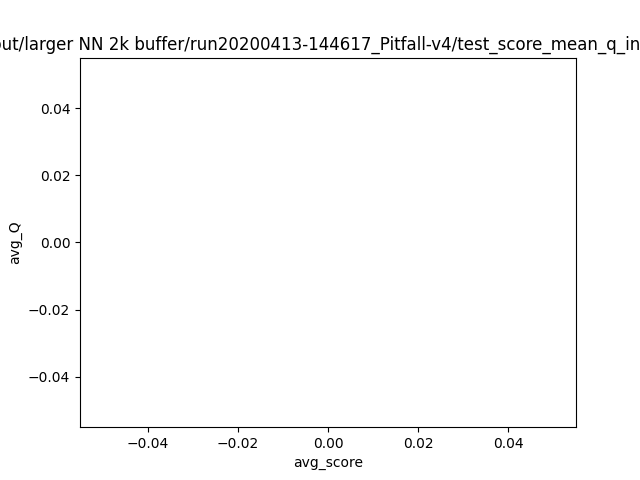 out/larger NN 2k buffer/run20200413-144617_Pitfall-v4/test_score_mean_q_in
0.04
0.02
0.00
−0.02
−0.04
avg_Q
−0.04 −0.02 0.00 0.02 0.04
avg_score